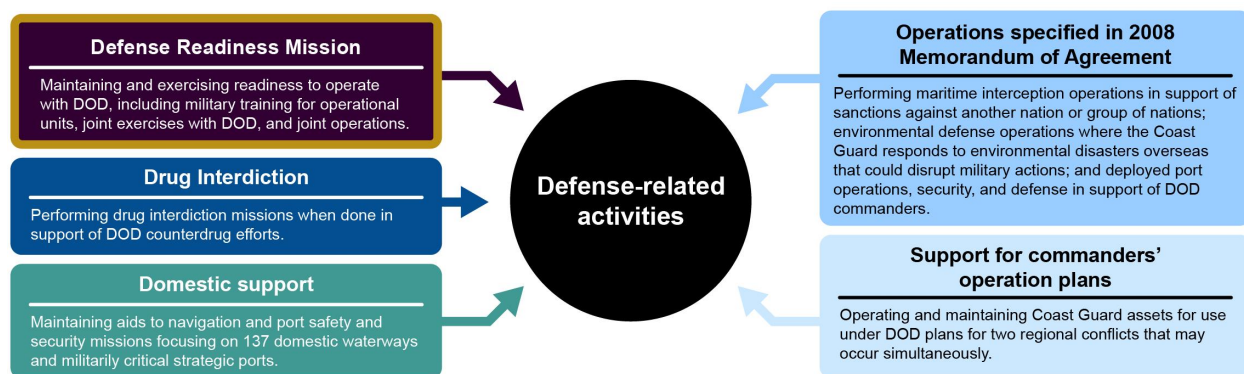 Defense Readiness Mission
Maintaining and exercising readiness to operate
with DOD, including military training for operational
units, joint exercises with DOD, and joint operations.
Drug Interdiction
Performing drug interdiction missions when done in
support of DOD counterdrug efforts.
Domestic support
Maintaining aids to navigation and port safety and
security missions focusing on 137 domestic waterways
and militarily critical strategic ports.
Defense-related
activities
Operations specified in 2008
Memorandum of Agreement
Performing maritime interception operations in support of
sanctions against another nation or group of nations;
environmental defense operations where the Coast
Guard responds to environmental disasters overseas
that could disrupt military actions; and deployed port
operations, security, and defense in support of DOD
commanders.
Support for commanders'
operation plans
Operating and maintaining Coast Guard assets for use
under DOD plans for two regional conflicts that may
occur simultaneously.